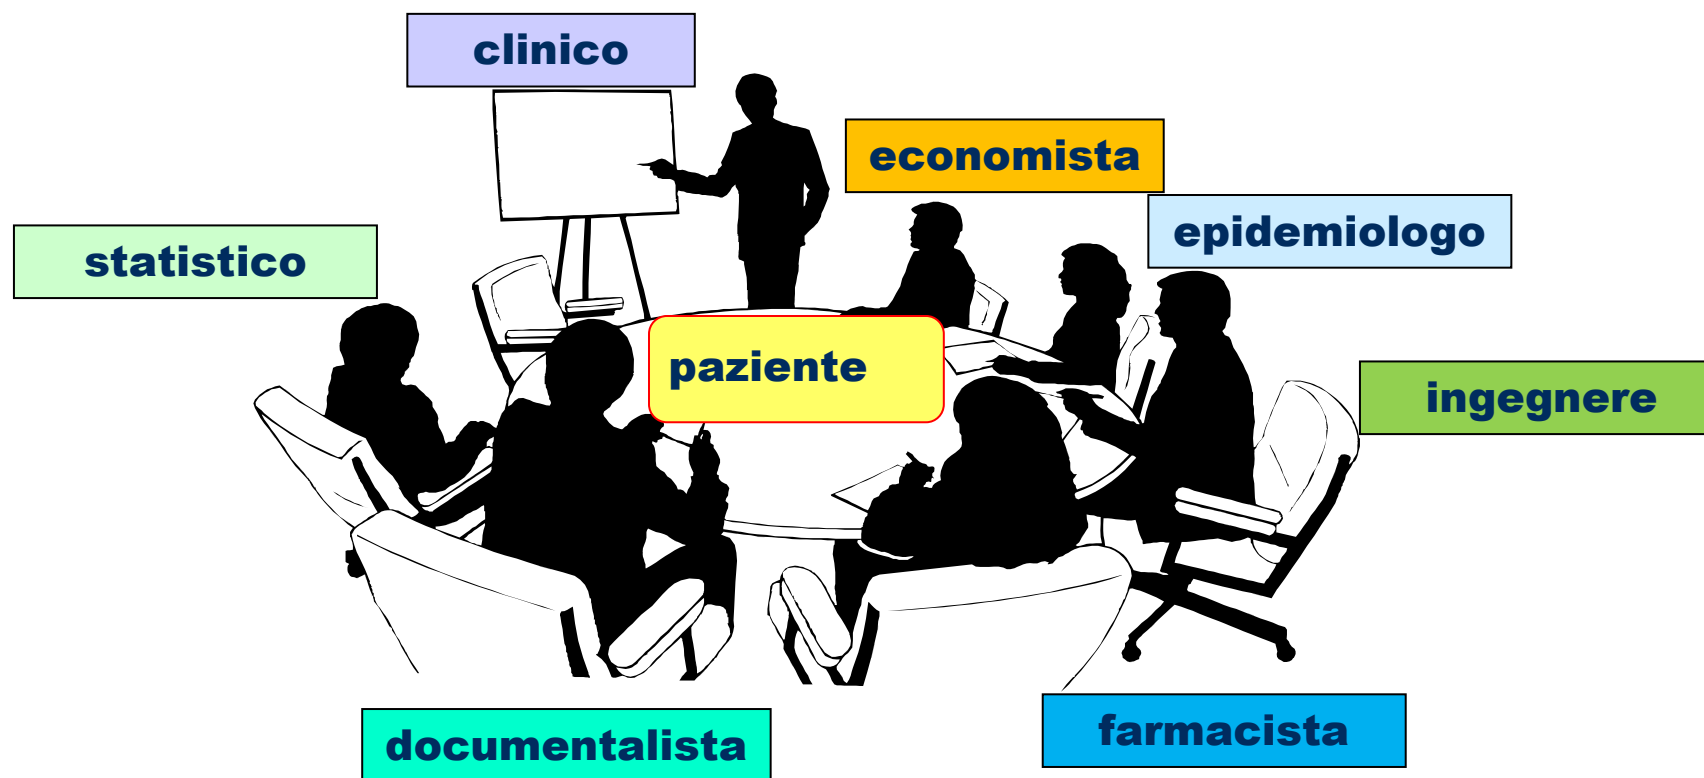 clinico
economista
epidemiologo
statistico
paziente
ingegnere
farmacista
documentalista